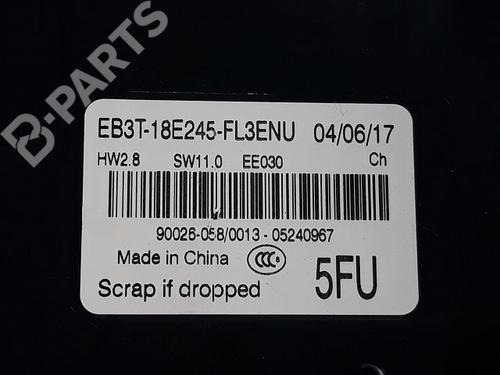 B-PARTS
EB3T-18E245-FL3ENU 04/06/17
HW2.8 SW11.0 EE030 Ch
90026-058/0013 - 05240967
Made in China CCC
Scrap if dropped 5FU